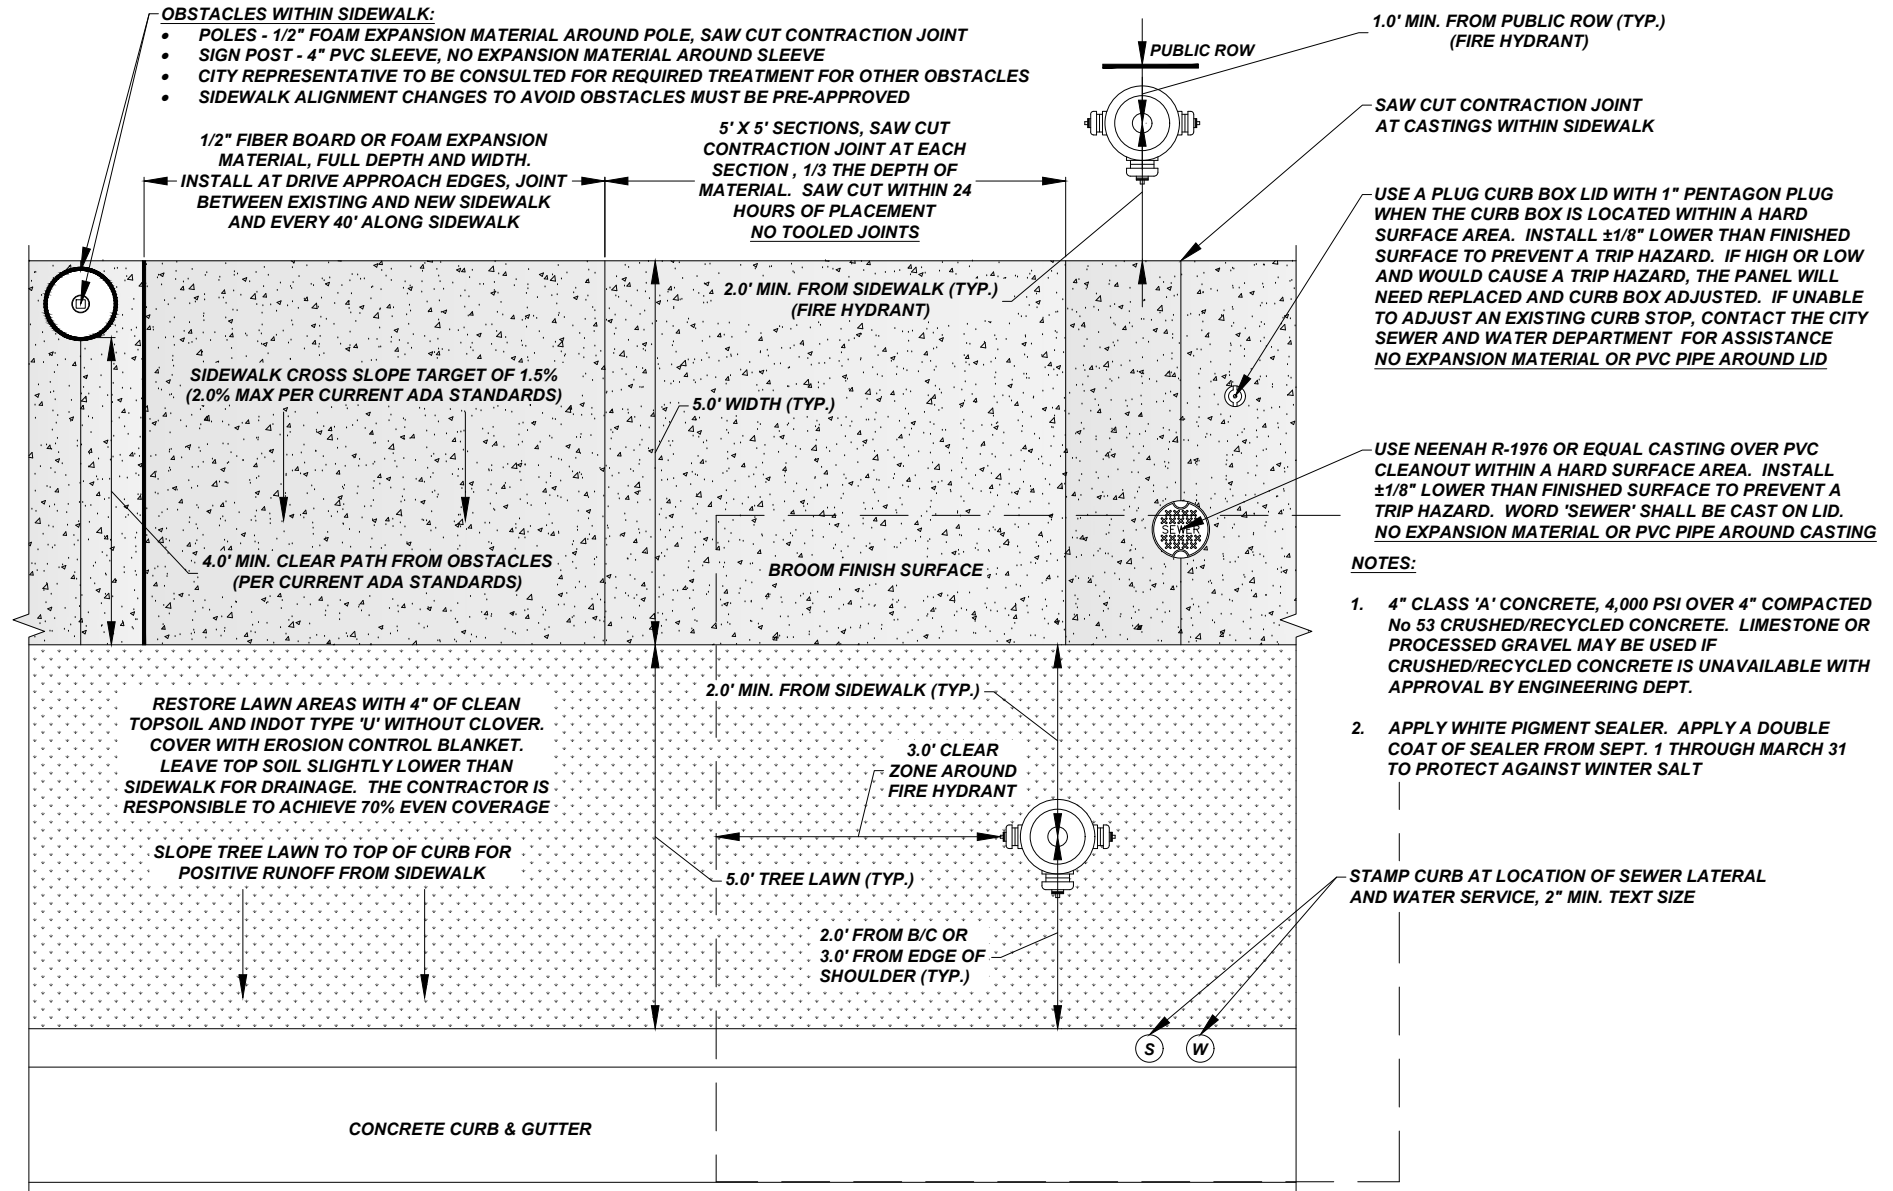 OBSTACLES WITHIN SIDEWALK:
• POLES - 1/2" FOAM EXPANSION MATERIAL AROUND POLE, SAW CUT CONTRACTION JOINT
• SIGN POST - 4" PVC SLEEVE, NO EXPANSION MATERIAL AROUND SLEEVE
• CITY REPRESENTATIVE TO BE CONSULTED FOR REQUIRED TREATMENT FOR OTHER OBSTACLES
• SIDEWALK ALIGNMENT CHANGES TO AVOID OBSTACLES MUST BE PRE-APPROVED
1/2" FIBER BOARD OR FOAM EXPANSION
MATERIAL, FULL DEPTH AND WIDTH.
INSTALL AT DRIVE APPROACH EDGES, JOINT
BETWEEN EXISTING AND NEW SIDEWALK
AND EVERY 40' ALONG SIDEWALK
5' X 5' SECTIONS, SAW CUT
CONTRACTION JOINT AT EACH
SECTION , 1/3 THE DEPTH OF
MATERIAL. SAW CUT WITHIN 24
HOURS OF PLACEMENT
NO TOOLED JOINTS
PUBLIC ROW
1.0' MIN. FROM PUBLIC ROW (TYP.)
(FIRE HYDRANT)
SAW CUT CONTRACTION JOINT
AT CASTINGS WITHIN SIDEWALK
USE A PLUG CURB BOX LID WITH 1" PENTAGON PLUG
WHEN THE CURB BOX IS LOCATED WITHIN A HARD
SURFACE AREA. INSTALL ±1/8" LOWER THAN FINISHED
SURFACE TO PREVENT A TRIP HAZARD. IF HIGH OR LOW
AND WOULD CAUSE A TRIP HAZARD, THE PANEL WILL
NEED REPLACED AND CURB BOX ADJUSTED. IF UNABLE
TO ADJUST AN EXISTING CURB STOP, CONTACT THE CITY
SEWER AND WATER DEPARTMENT FOR ASSISTANCE
NO EXPANSION MATERIAL OR PVC PIPE AROUND LID
2.0' MIN. FROM SIDEWALK (TYP.)
(FIRE HYDRANT)
SIDEWALK CROSS SLOPE TARGET OF 1.5%
(2.0% MAX PER CURRENT ADA STANDARDS)
5.0' WIDTH (TYP.)
USE NEENAH R-1976 OR EQUAL CASTING OVER PVC
CLEANOUT WITHIN A HARD SURFACE AREA. INSTALL
±1/8" LOWER THAN FINISHED SURFACE TO PREVENT A
TRIP HAZARD. WORD 'SEWER' SHALL BE CAST ON LID.
NO EXPANSION MATERIAL OR PVC PIPE AROUND CASTING
SEWER
4.0' MIN. CLEAR PATH FROM OBSTACLES
(PER CURRENT ADA STANDARDS)
BROOM FINISH SURFACE
NOTES:
1. 4" CLASS 'A' CONCRETE, 4,000 PSI OVER 4" COMPACTED
No 53 CRUSHED/RECYCLED CONCRETE. LIMESTONE OR
PROCESSED GRAVEL MAY BE USED IF
CRUSHED/RECYCLED CONCRETE IS UNAVAILABLE WITH
APPROVAL BY ENGINEERING DEPT.
2. APPLY WHITE PIGMENT SEALER. APPLY A DOUBLE
COAT OF SEALER FROM SEPT. 1 THROUGH MARCH 31
TO PROTECT AGAINST WINTER SALT
RESTORE LAWN AREAS WITH 4" OF CLEAN
TOPSOIL AND INDOT TYPE 'U' WITHOUT CLOVER.
COVER WITH EROSION CONTROL BLANKET.
LEAVE TOP SOIL SLIGHTLY LOWER THAN
SIDEWALK FOR DRAINAGE. THE CONTRACTOR IS
RESPONSIBLE TO ACHIEVE 70% EVEN COVERAGE
SLOPE TREE LAWN TO TOP OF CURB FOR
POSITIVE RUNOFF FROM SIDEWALK
2.0' MIN. FROM SIDEWALK (TYP.)
3.0' CLEAR
ZONE AROUND
FIRE HYDRANT
5.0' TREE LAWN (TYP.)
2.0' FROM B/C OR
3.0' FROM EDGE OF
SHOULDER (TYP.)
STAMP CURB AT LOCATION OF SEWER LATERAL
AND WATER SERVICE, 2" MIN. TEXT SIZE
S
W
CONCRETE CURB & GUTTER